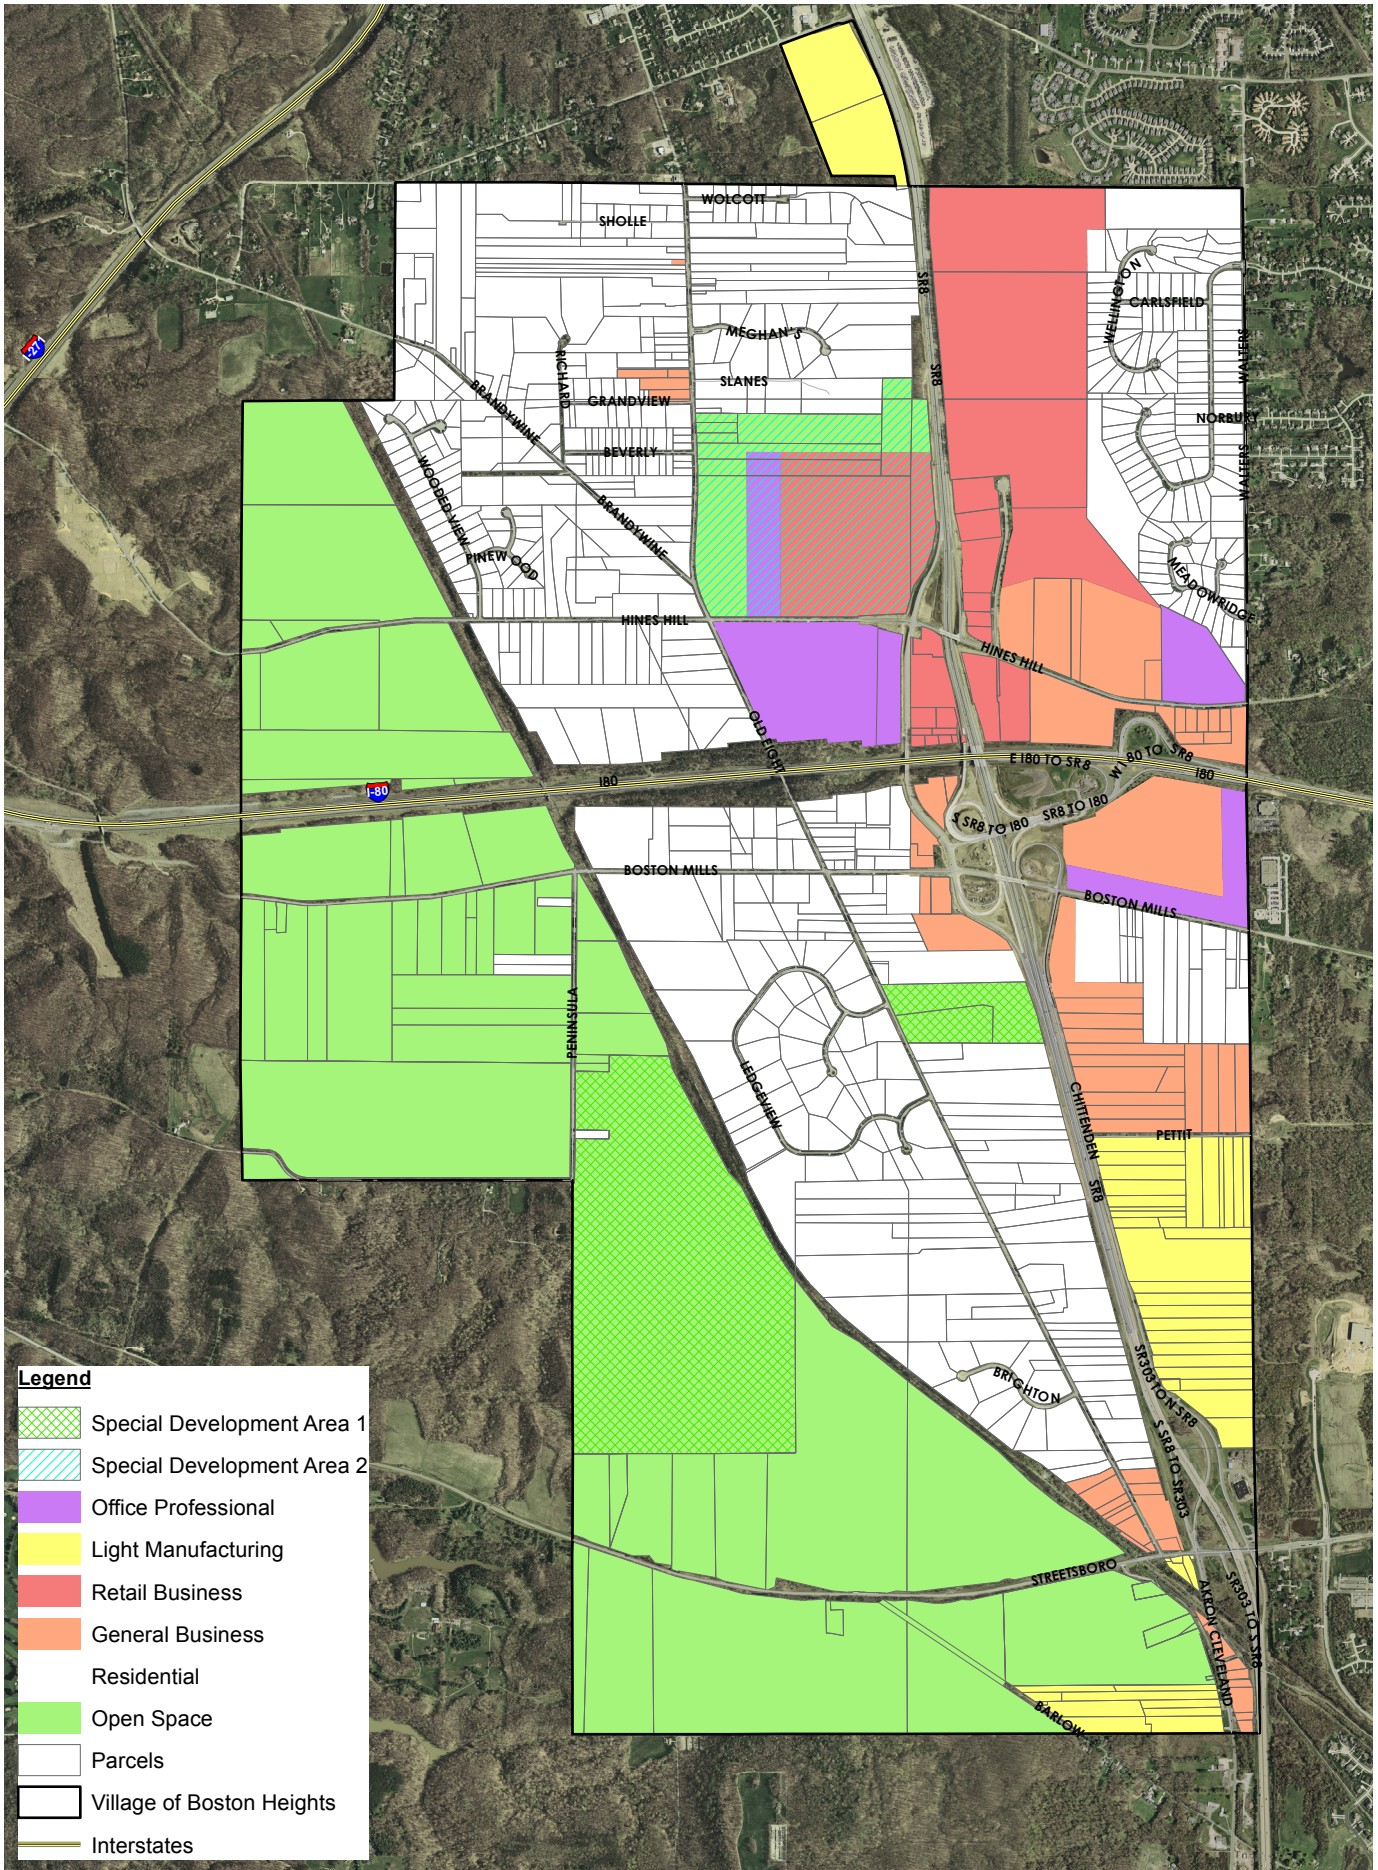 WOLCOTT
SHOLLE
SR8
WELLINGTON
CARLSFIELD
MEGHAN'S
WALTERS
I-271
RICHARD
SR8
SLANES
BRANDYWINE
GRANDVIEW
NORBURY
BEVERLY
WALTERS
WOODED VIEW
BRANDYWINE
PINEWOOD
MEADOWRIDGE
HINES HILL
HINES HILL
OLD EIGHT
E I80 TO SR8
W I 80 TO SR8
I80
I80
I-80
S SR8 TO I80
SR8 TO I80
BOSTON MILLS
BOSTON MILLS
PENINSULA
LEDGEVIEW
CHITTENDEN
PETTIT
SR8
SR303 TO N SR8
BRIGHTON
S SR8 TO SR303
STREETSBORO
AKRON CLEVELAND
SR303 TO S SR8
BARLOW
Legend
Special Development Area 1
Special Development Area 2
Office Professional
Light Manufacturing
Retail Business
General Business
Residential
Open Space
Parcels
Village of Boston Heights
Interstates